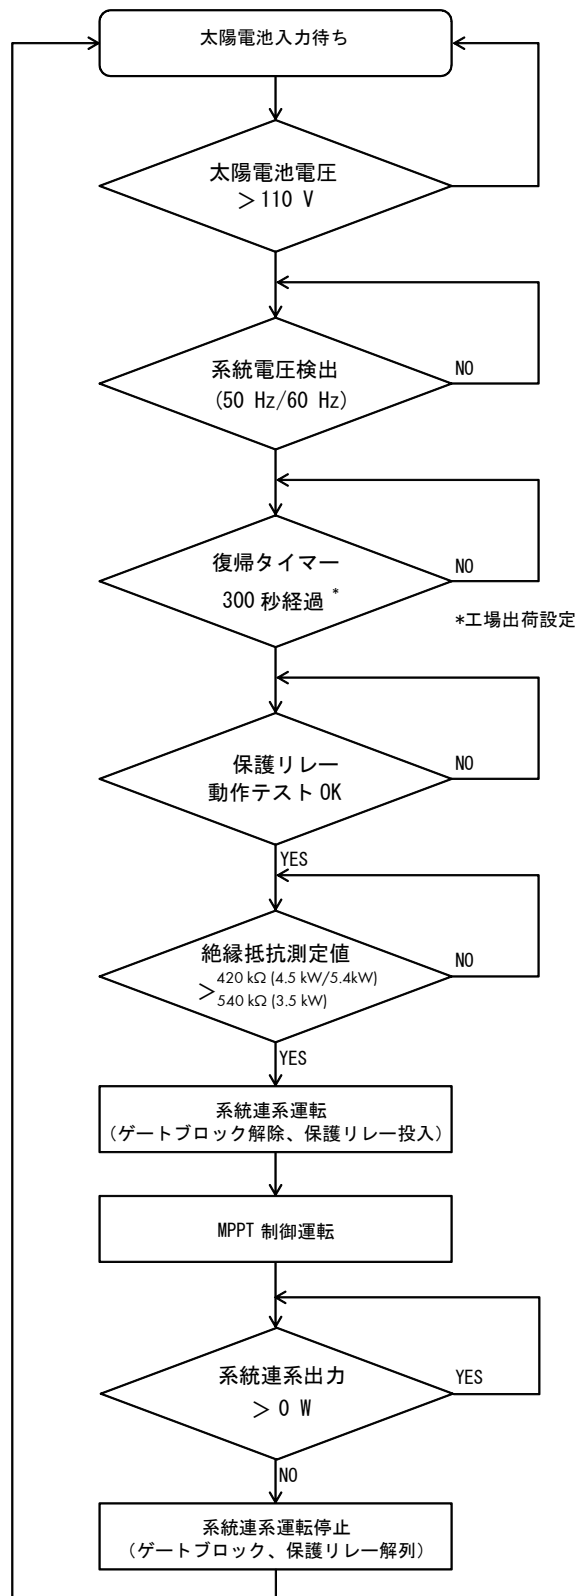 太陽電池入力待ち
太陽電池電圧
＞110 V
系統電圧検出
(50 Hz/60 Hz)
NO
復帰タイマー
300 秒経過 *
NO
*工場出荷設定
保護リレー
動作テスト OK
NO
YES
絶縁抵抗測定値
＞420 kΩ (4.5 kW/5.4kW)
540 kΩ (3.5 kW)
NO
YES
系統連系運転
（ゲートブロック解除、保護リレー投入）
MPPT 制御運転
系統連系出力
＞ 0 W
YES
NO
系統連系運転停止
（ゲートブロック、保護リレー解列）